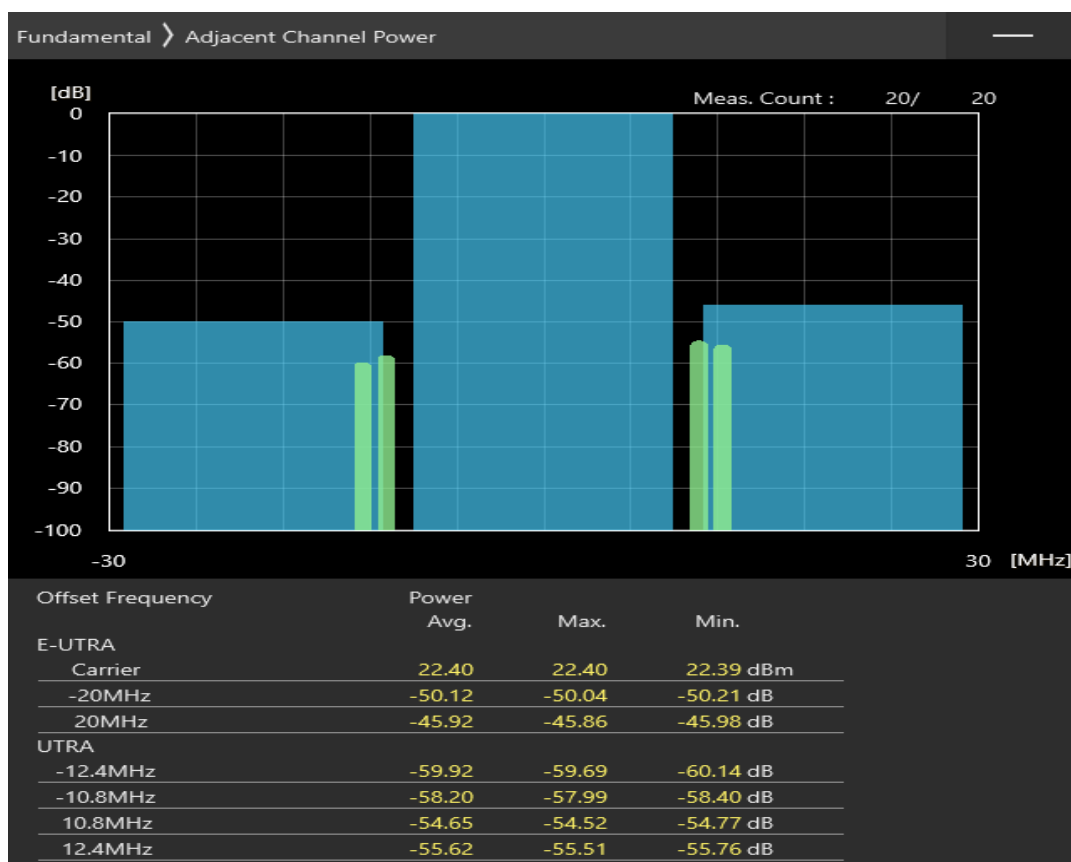 Fundamental ❯ Adjacent Channel Power
[dB]
Meas. Count : 20/ 20
0
-10
-20
-30
-40
-50
-60
-70
-80
-90
-100
-30 30 [MHz]
Offset Frequency Power
Avg. Max. Min.
E-UTRA
Carrier 22.40 22.40 22.39 dBm
-20MHz -50.12 -50.04 -50.21 dB
20MHz -45.92 -45.86 -45.98 dB
UTRA
-12.4MHz -59.92 -59.69 -60.14 dB
-10.8MHz -58.20 -57.99 -58.40 dB
10.8MHz -54.65 -54.52 -54.77 dB
12.4MHz -55.62 -55.51 -55.76 dB